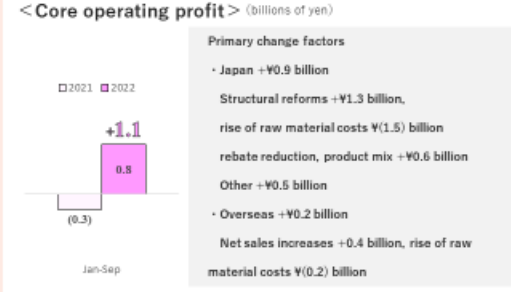 ＜Core operating profit＞ (billions of yen)
□2021 ■2022
+1.1
0.8
(0.3)
Jan-Sep
Primary change factors
・Japan +¥0.9 billion
Structural reforms +¥1.3 billion,
rise of raw material costs ¥(1.5) billion
rebate reduction, product mix +¥0.6 billion
Other +¥0.5 billion
・Overseas +¥0.2 billion
Net sales increases +0.4 billion, rise of raw
material costs ¥(0.2) billion